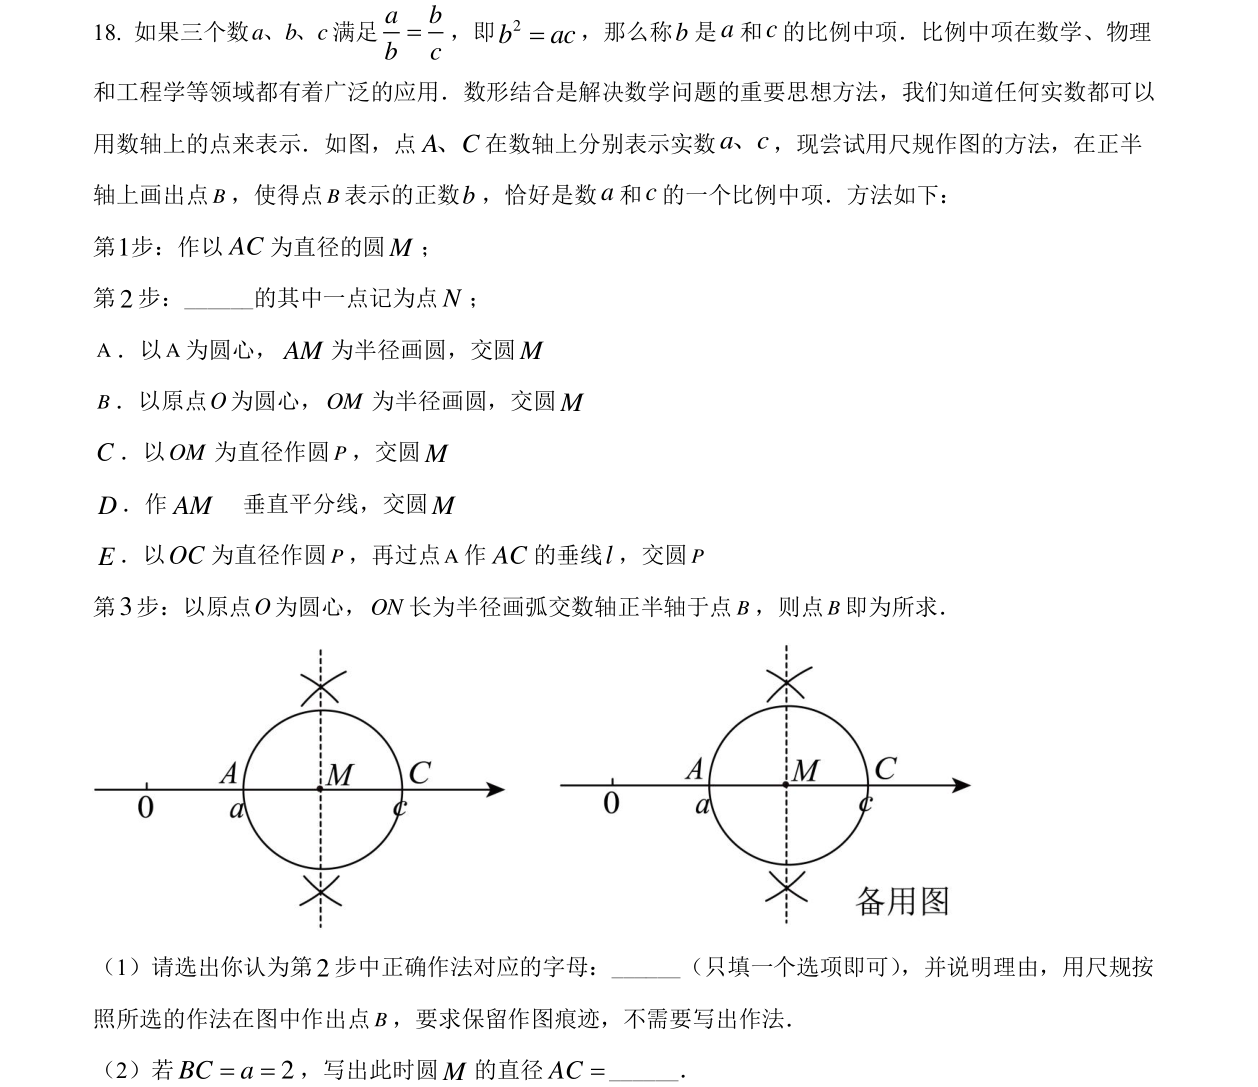 18. 如果三个数a、b、c满足a/b=b/c，即b²=ac，那么称b是a和c的比例中项．比例中项在数学、物理
和工程学等领域都有着广泛的应用．数形结合是解决数学问题的重要思想方法，我们知道任何实数都可以
用数轴上的点来表示．如图，点A、C在数轴上分别表示实数a、c，现尝试用尺规作图的方法，在正半
轴上画出点B，使得点B表示的正数b，恰好是数a和c的一个比例中项．方法如下：
第1步：作以AC为直径的圆M；
第2步：______的其中一点记为点N；
A．以A为圆心，AM为半径画圆，交圆M
B．以原点O为圆心，OM为半径画圆，交圆M
C．以OM为直径作圆P，交圆M
D．作AM 垂直平分线，交圆M
E．以OC为直径作圆P，再过点A作AC的垂线l，交圆P
第3步：以原点O为圆心，ON长为半径画弧交数轴正半轴于点B，则点B即为所求．
A M C
0 a c
A M C
0 a c
备用图
（1）请选出你认为第2步中正确作法对应的字母：______（只填一个选项即可），并说明理由，用尺规按
照所选的作法在图中作出点B，要求保留作图痕迹，不需要写出作法．
（2）若BC=a=2，写出此时圆M的直径AC=______．